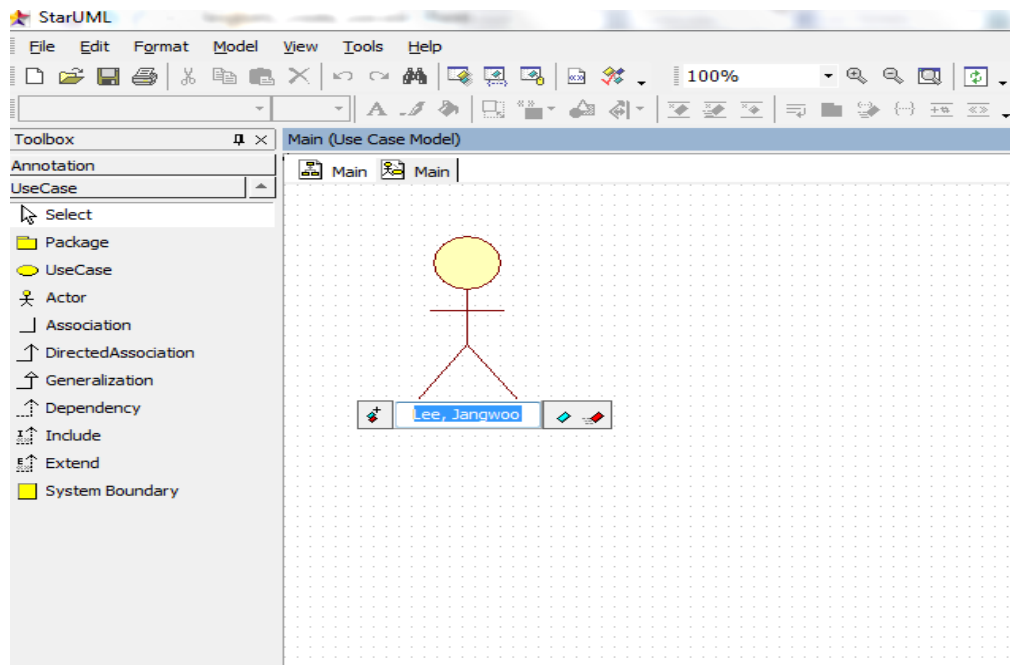 StarUML
File Edit Format Model View Tools Help
100%
Toolbox
Main (Use Case Model)
Annotation
Main Main
UseCase
Select
Package
UseCase
Actor
Association
DirectedAssociation
Generalization
Dependency
Include
Extend
System Boundary
Lee, Jangwoo